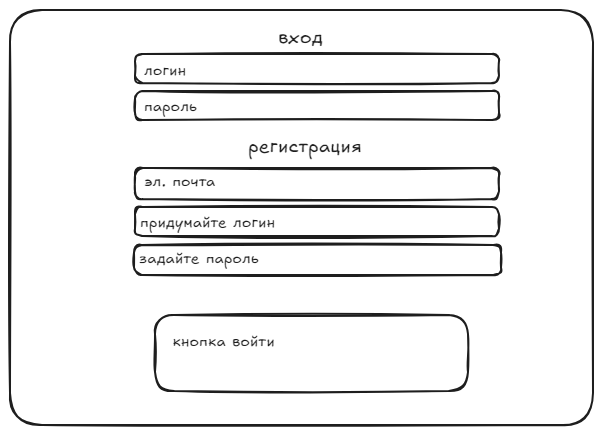 вход
логин
пароль
регистрация
эл. почта
придумайте логин
задайте пароль
кнопка войти